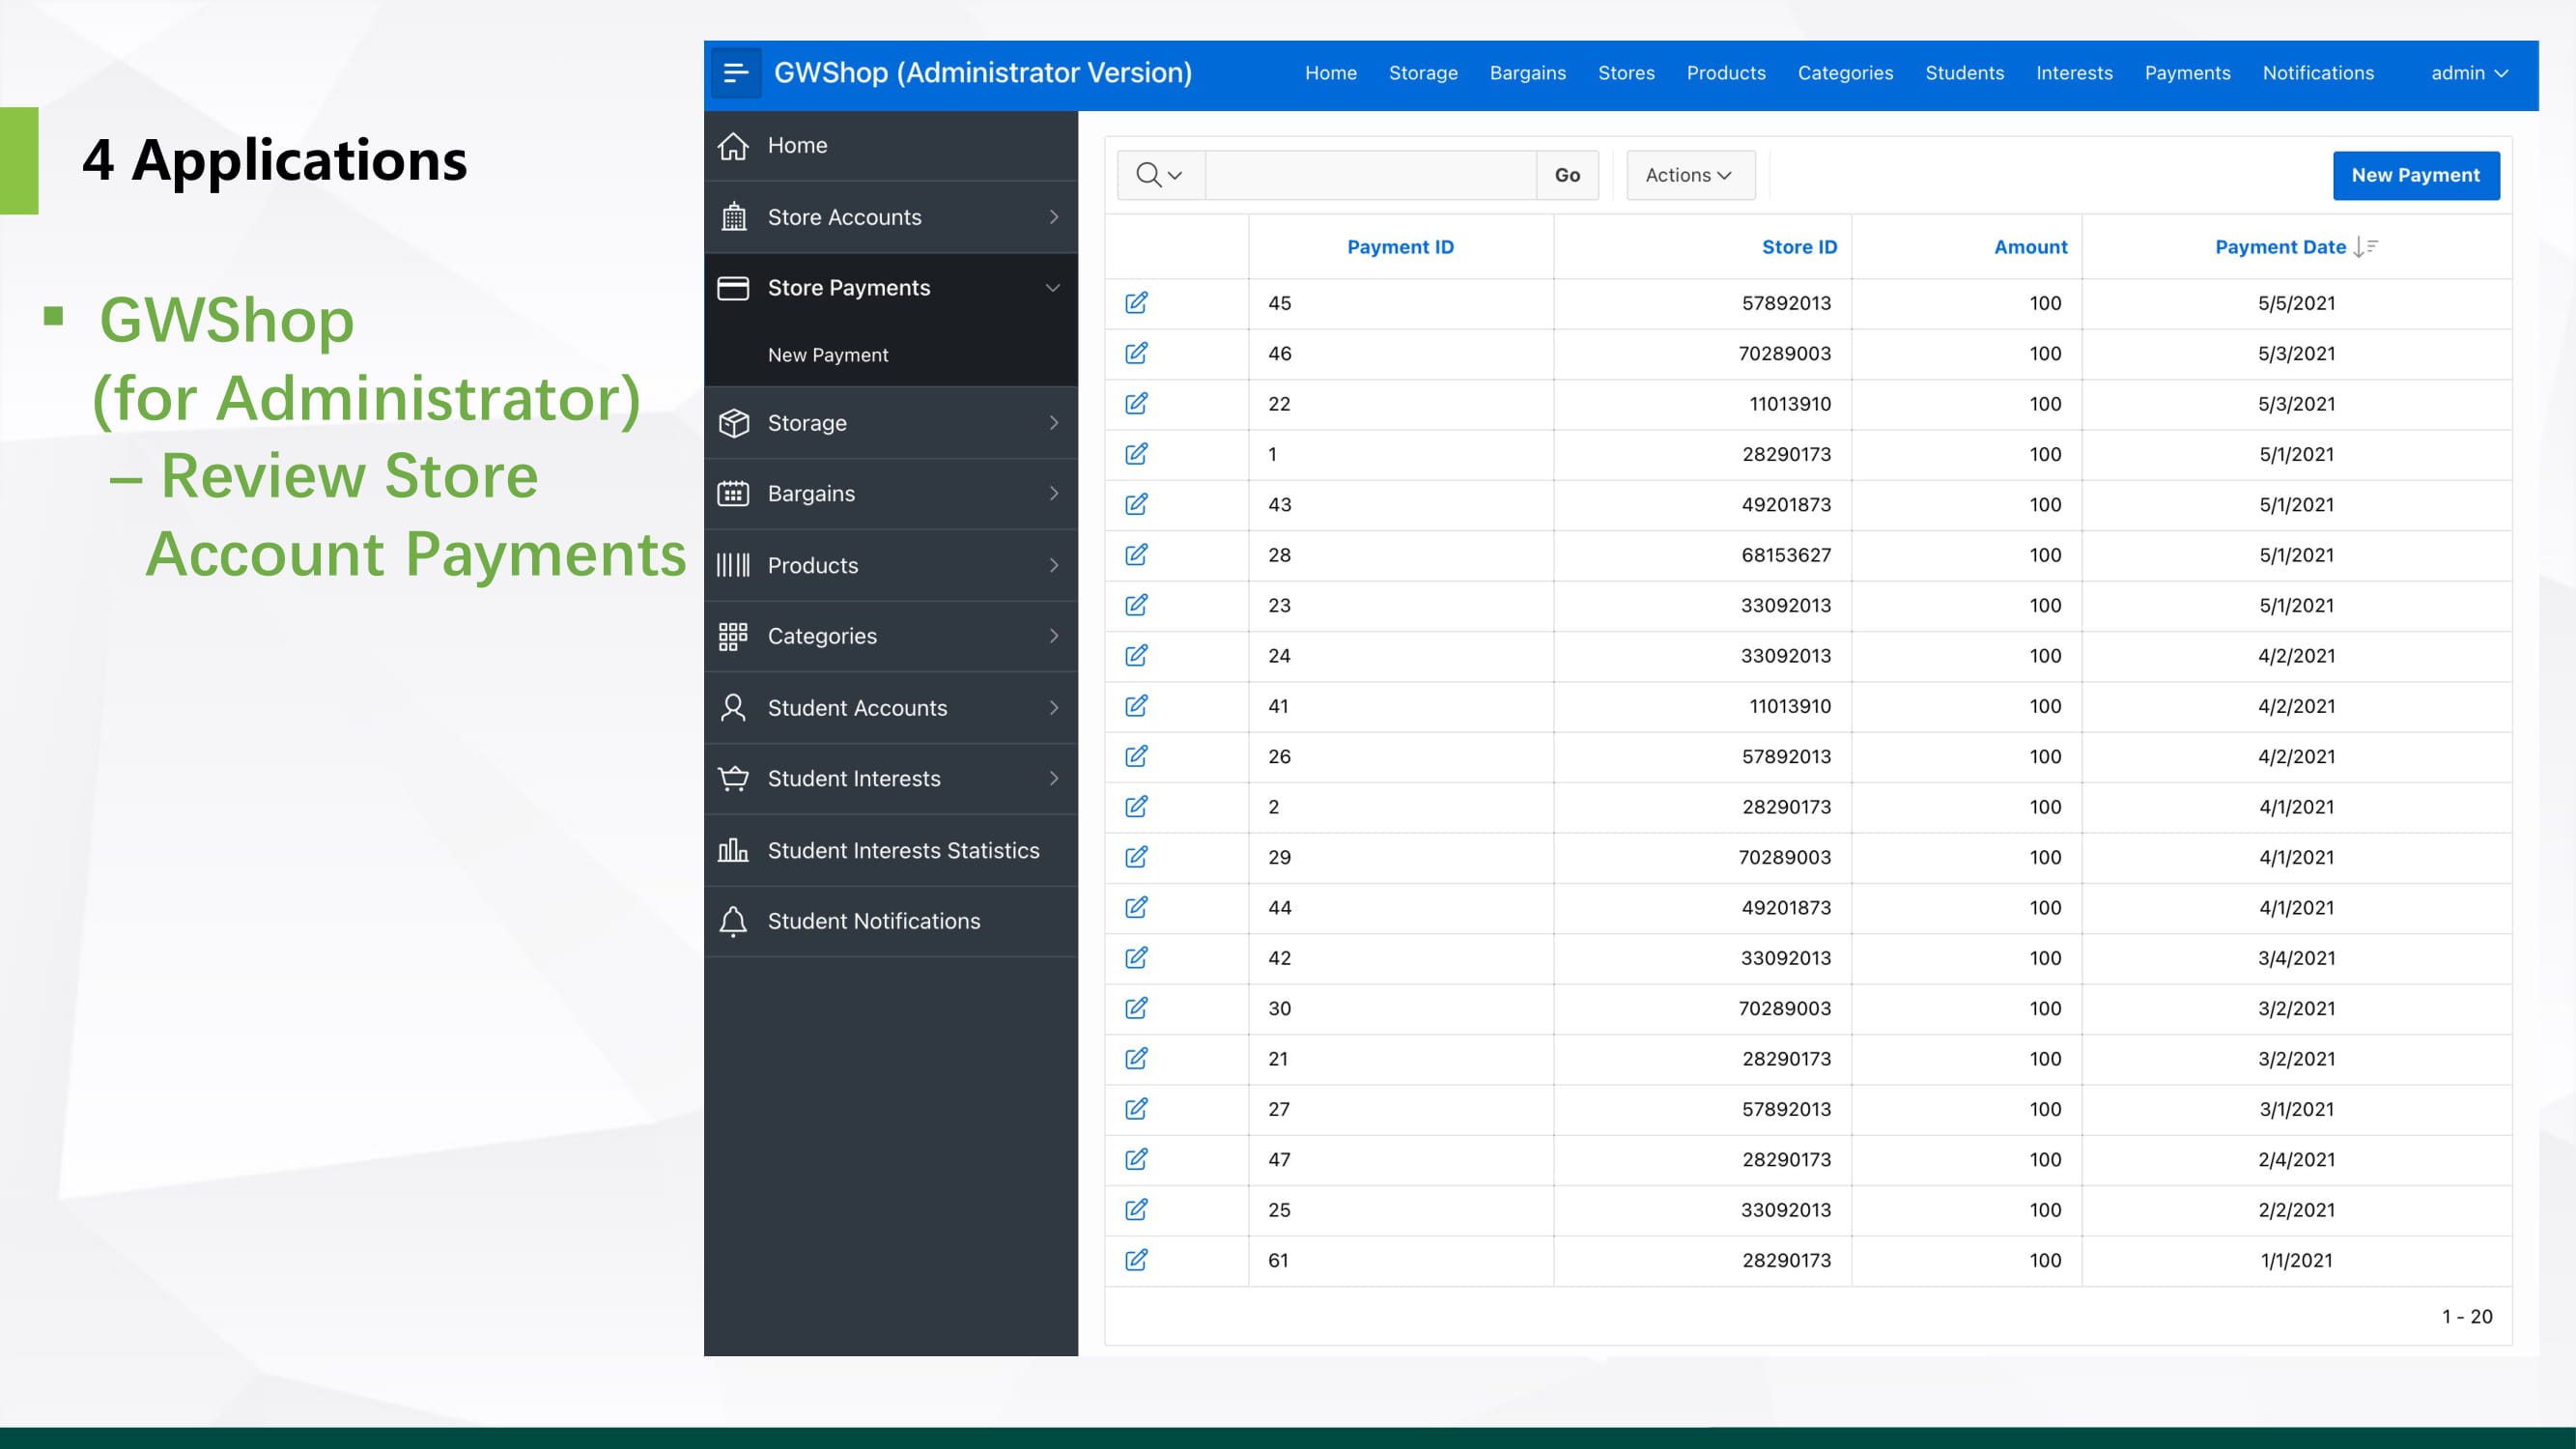 4 Applications
▪ GWShop
(for Administrator)
– Review Store
Account Payments
GWShop (Administrator Version)
Home Storage Bargains Stores Products Categories Students Interests Payments Notifications admin
Home
Store Accounts
Store Payments
New Payment
Storage
Bargains
Products
Categories
Student Accounts
Student Interests
Student Interests Statistics
Student Notifications
Go Actions New Payment
Payment ID Store ID Amount Payment Date
45 57892013 100 5/5/2021
46 70289003 100 5/3/2021
22 11013910 100 5/3/2021
1 28290173 100 5/1/2021
43 49201873 100 5/1/2021
28 68153627 100 5/1/2021
23 33092013 100 5/1/2021
24 33092013 100 4/2/2021
41 11013910 100 4/2/2021
26 57892013 100 4/2/2021
2 28290173 100 4/1/2021
29 70289003 100 4/1/2021
44 49201873 100 4/1/2021
42 33092013 100 3/4/2021
30 70289003 100 3/2/2021
21 28290173 100 3/2/2021
27 57892013 100 3/1/2021
47 28290173 100 2/4/2021
25 33092013 100 2/2/2021
61 28290173 100 1/1/2021
1 - 20